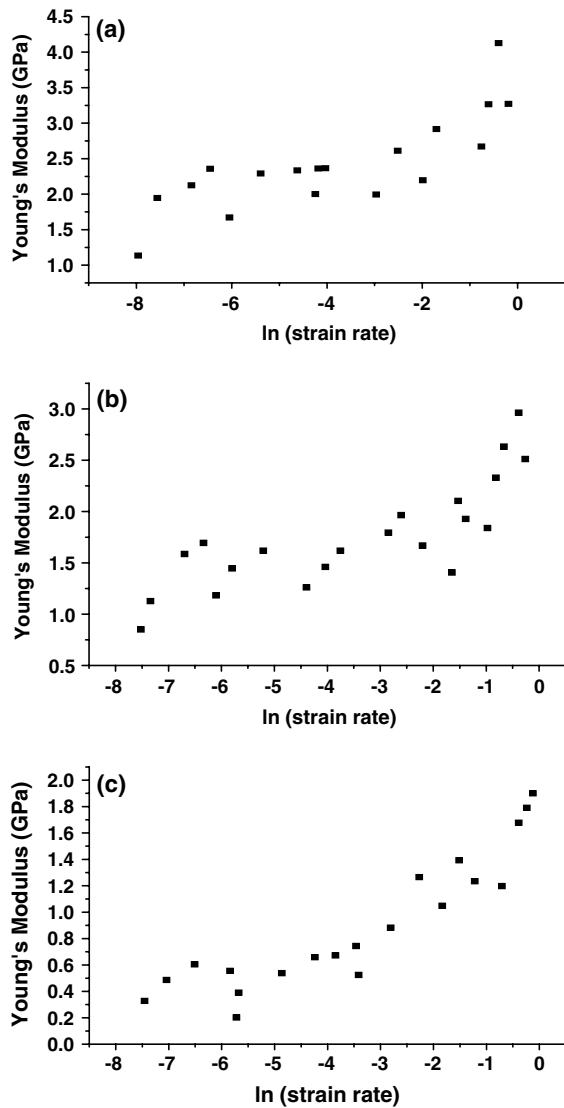 (a)
Young's Modulus (GPa)
4.5
4.0
3.5
3.0
2.5
2.0
1.5
1.0
-8 -6 -4 -2 0
ln (strain rate)
(b)
Young's Modulus (GPa)
3.0
2.5
2.0
1.5
1.0
0.5
-8 -7 -6 -5 -4 -3 -2 -1 0
ln (strain rate)
(c)
Young's Modulus (GPa)
2.0
1.8
1.6
1.4
1.2
1.0
0.8
0.6
0.4
0.2
0.0
-8 -7 -6 -5 -4 -3 -2 -1 0
ln (strain rate)